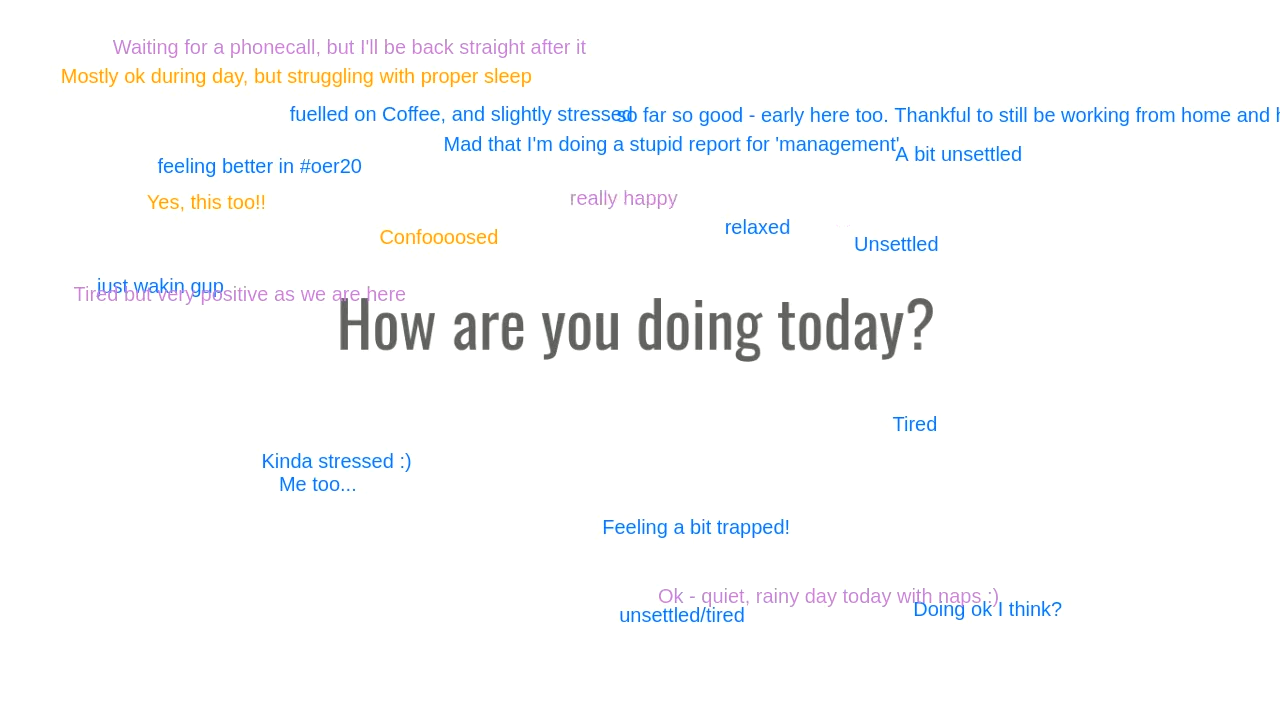 Waiting for a phonecall, but I'll be back straight after it
Mostly ok during day, but struggling with proper sleep
fuelled on Coffee, and slightly stressed
so far so good - early here too. Thankful to still be working from home and h
Mad that I'm doing a stupid report for 'management'
A bit unsettled
feeling better in #oer20
Yes, this too!!
really happy
relaxed
Confoooosed
Unsettled
just wakin gup
Tired but very positive as we are here
How are you doing today?
Tired
Kinda stressed :)
Me too...
Feeling a bit trapped!
Ok - quiet, rainy day today with naps :)
Doing ok I think?
unsettled/tired